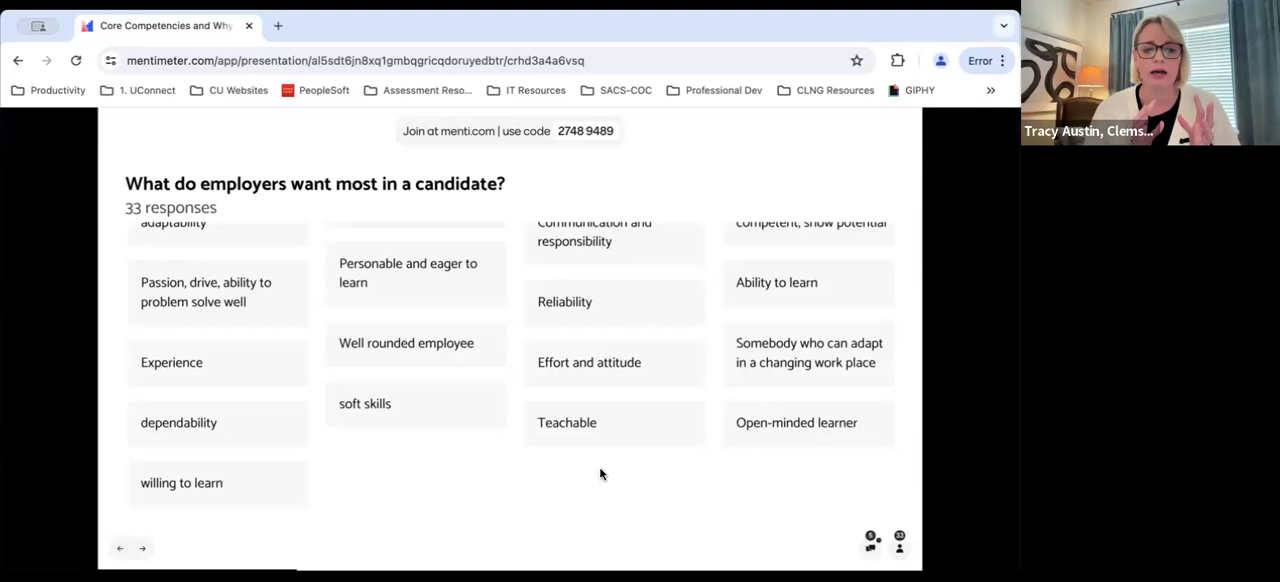 Core Competencies and Why
mentimeter.com/app/presentation/al5sdt6jn8xq1gmbqgrioqucruyedbtr/crhd3a4a6vsq
Error
Productivity
1. UConnect
CU Websites
PeopleSoft
Assessment Reso...
IT Resources
SACS-COC
Professional Dev
CLNG Resources
GIPHY
Join at menti.com | use code 2748 9489
What do employers want most in a candidate?
33 responses
adaptability
Passion, drive, ability to
problem solve well
Experience
dependability
willing to learn
Personable and eager to
learn
Well rounded employee
soft skills
Communication and
responsibility
Reliability
Effort and attitude
Teachable
competent, show potential
Ability to learn
Somebody who can adapt
in a changing work place
Open-minded learner
33
Tracy Austin, Clems...